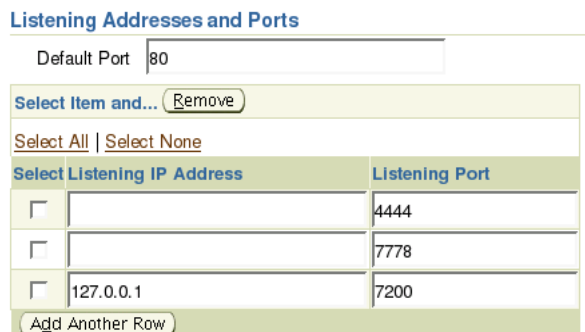 Listening Addresses and Ports
Default Port 80
Select Item and... Remove
Select All | Select None
Select Listening IP Address Listening Port
4444
7778
127.0.0.1 7200
Add Another Row